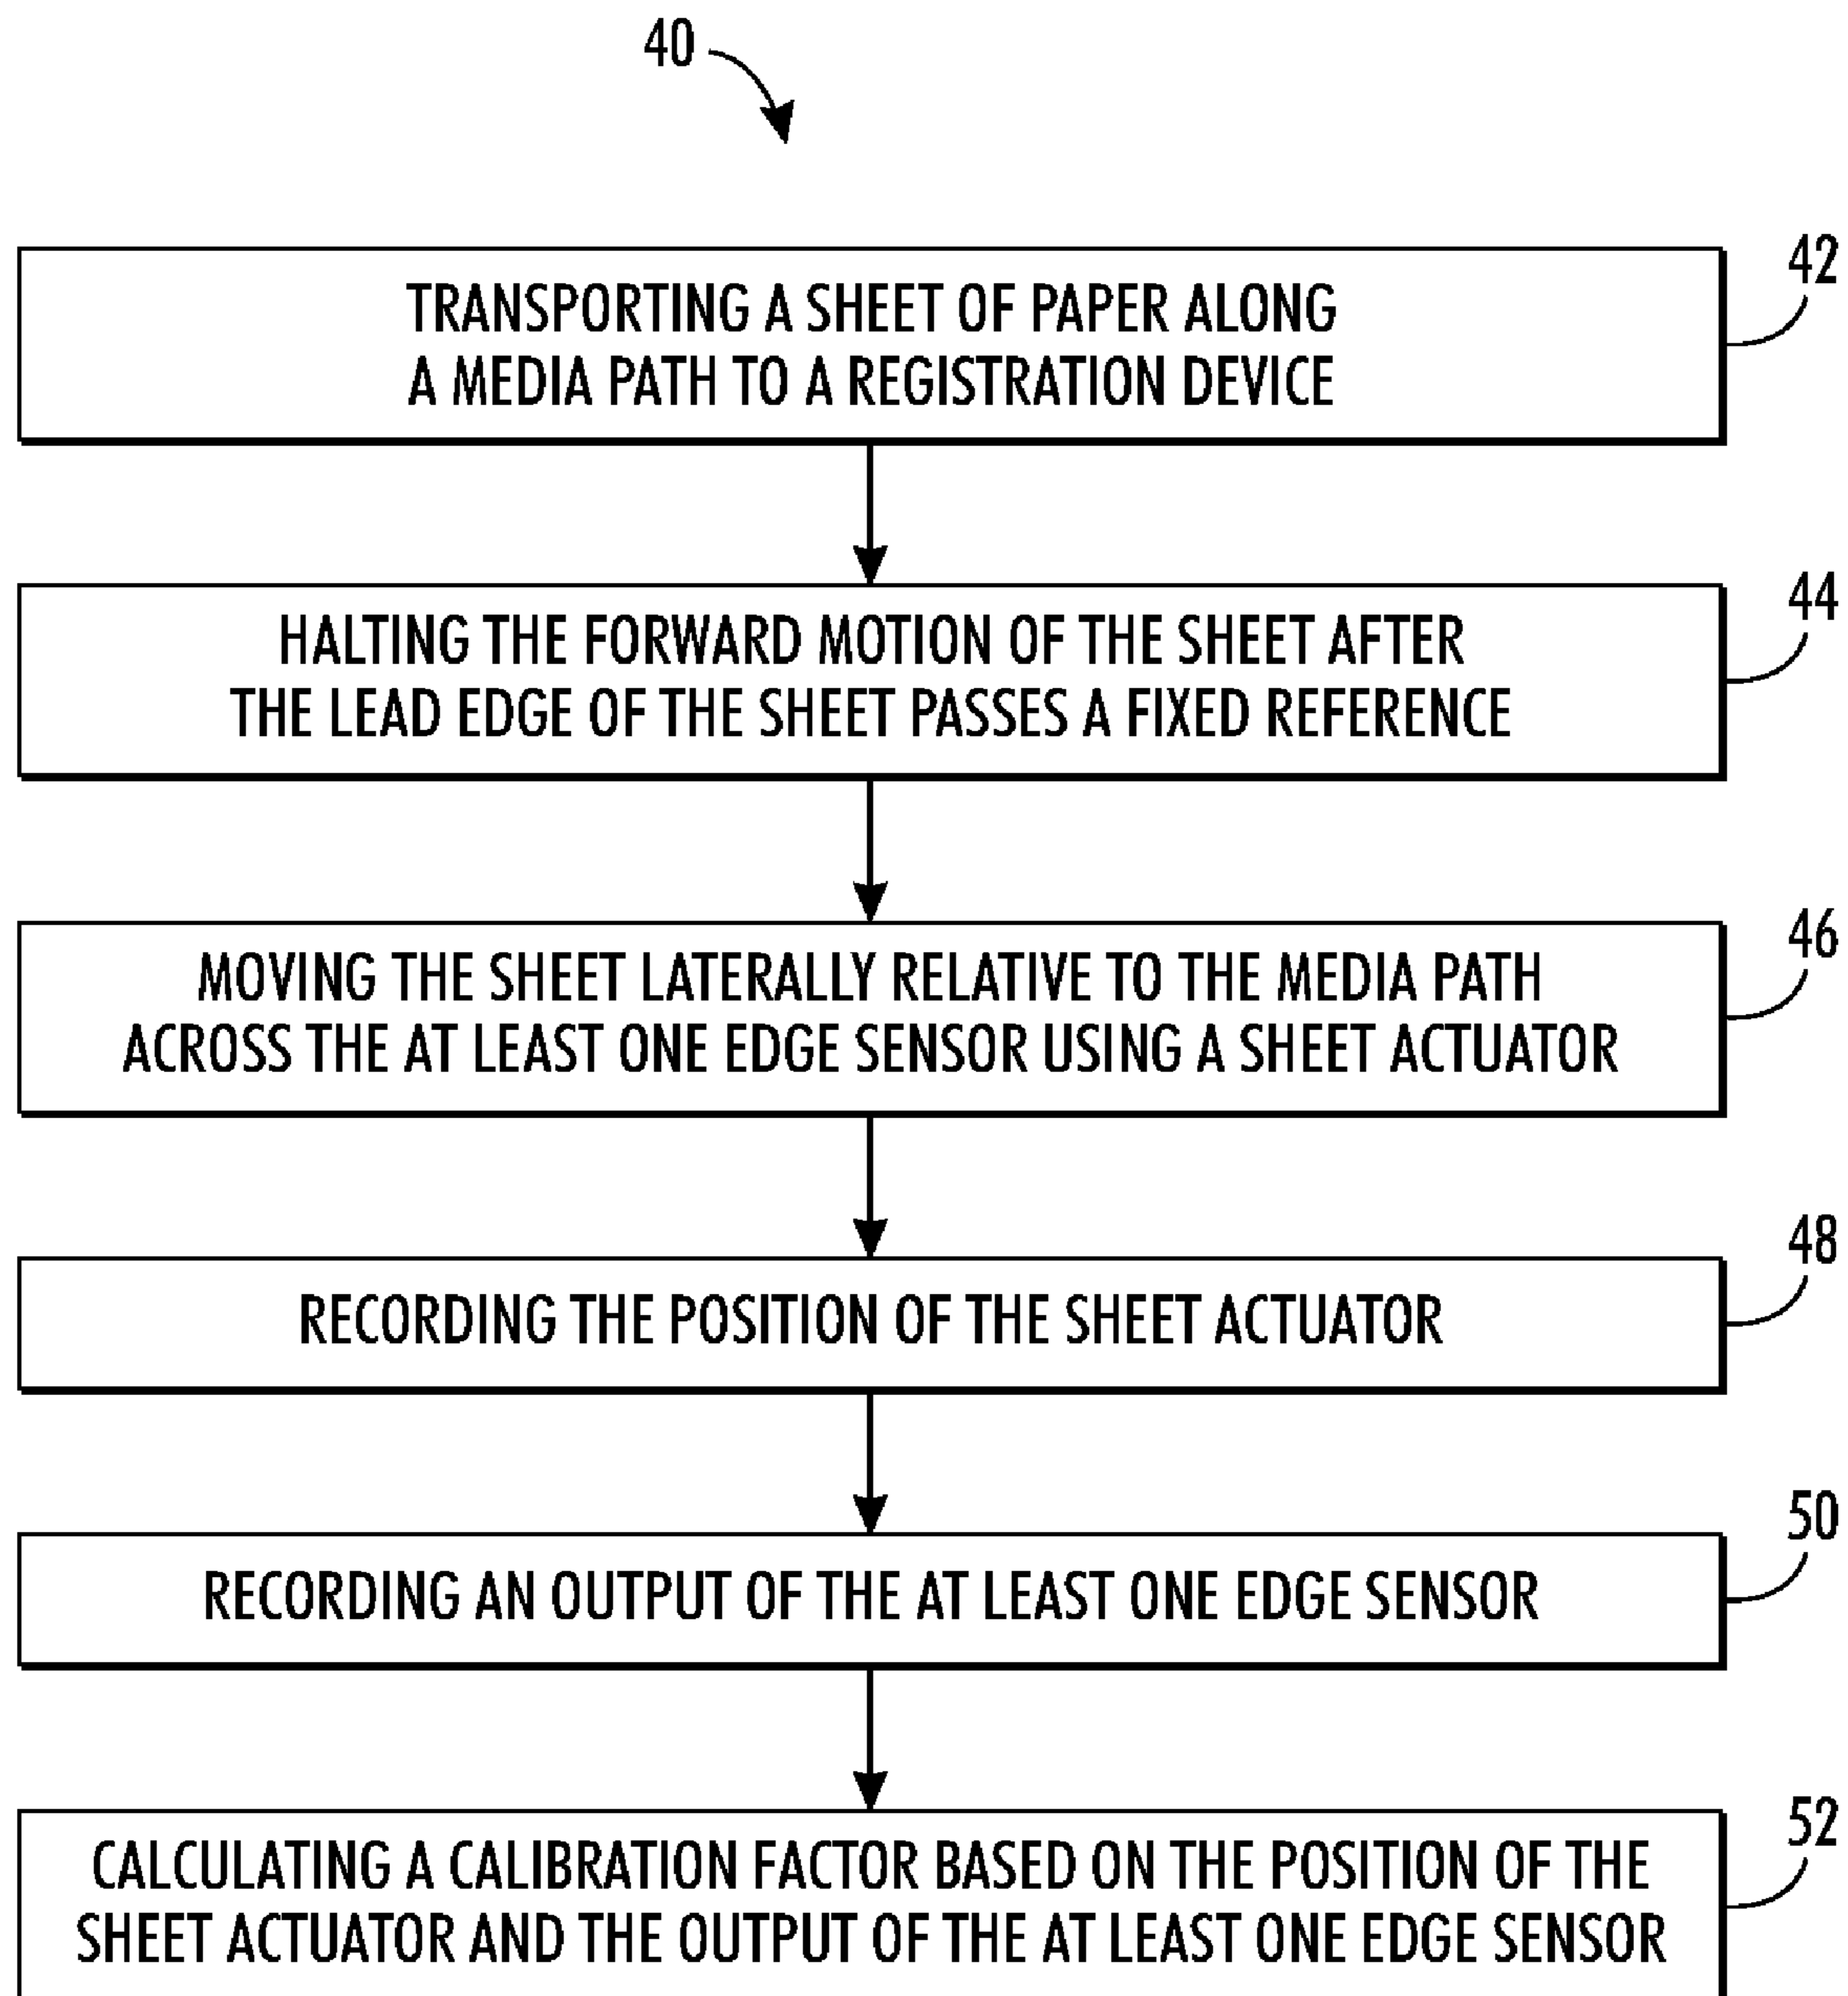 40
42
TRANSPORTING A SHEET OF PAPER ALONG
A MEDIA PATH TO A REGISTRATION DEVICE
44
HALTING THE FORWARD MOTION OF THE SHEET AFTER
THE LEAD EDGE OF THE SHEET PASSES A FIXED REFERENCE
46
MOVING THE SHEET LATERALLY RELATIVE TO THE MEDIA PATH
ACROSS THE AT LEAST ONE EDGE SENSOR USING A SHEET ACTUATOR
48
RECORDING THE POSITION OF THE SHEET ACTUATOR
50
RECORDING AN OUTPUT OF THE AT LEAST ONE EDGE SENSOR
52
CALCULATING A CALIBRATION FACTOR BASED ON THE POSITION OF THE
SHEET ACTUATOR AND THE OUTPUT OF THE AT LEAST ONE EDGE SENSOR